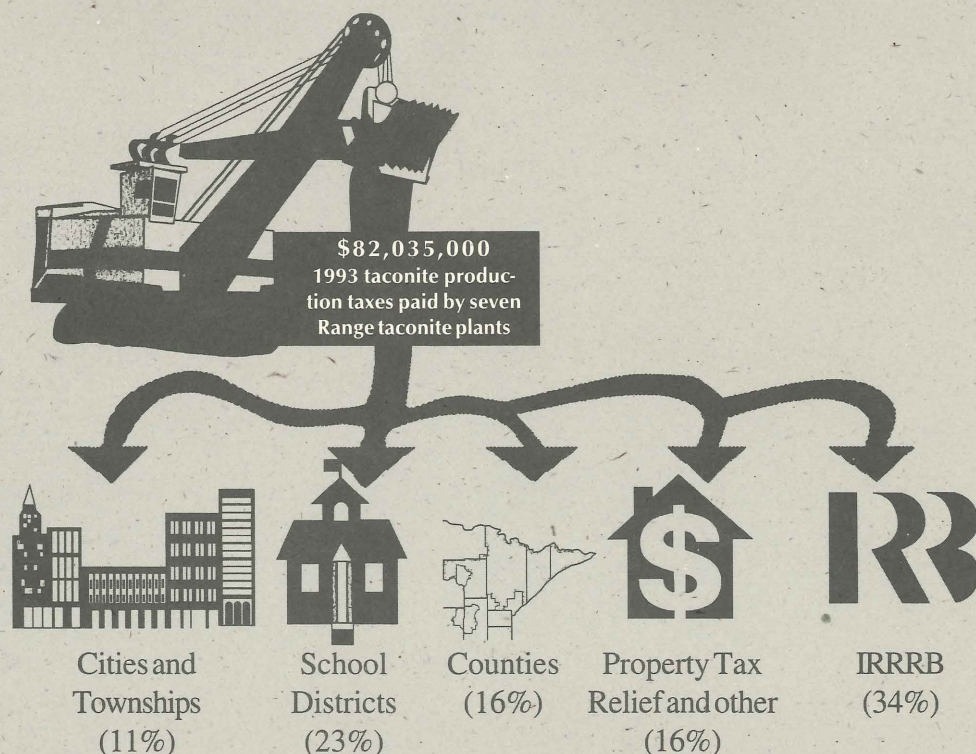 $82,035,000
1993 taconite produc-
tion taxes paid by seven
Range taconite plants
$
IRRB
Cities and
Townships
(11%)
School
Districts
(23%)
Counties
(16%)
Property Tax
Relief and other
(16%)
IRRRB
(34%)